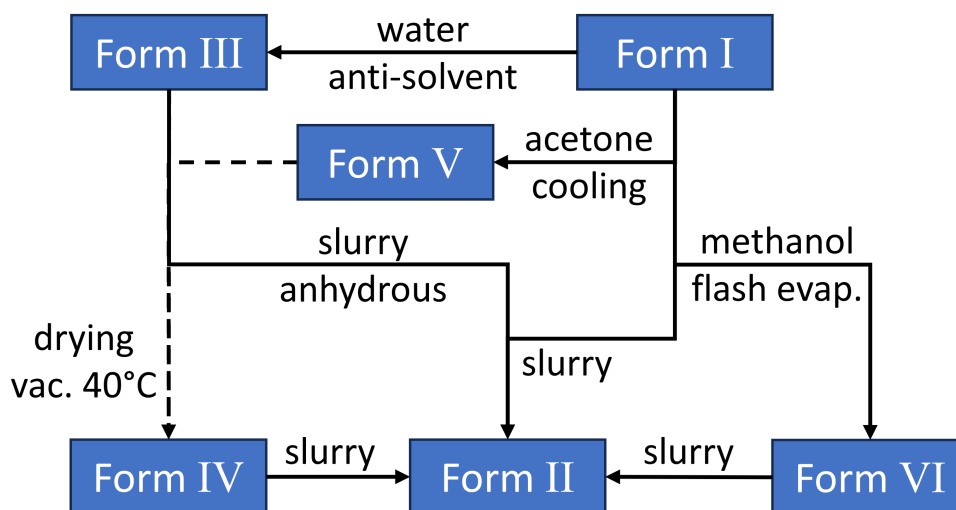 Form III
water
anti-solvent
Form I
Form V
acetone
cooling
slurry
anhydrous
methanol
flash evap.
drying
vac. 40°C
slurry
Form IV
slurry
Form II
slurry
Form VI